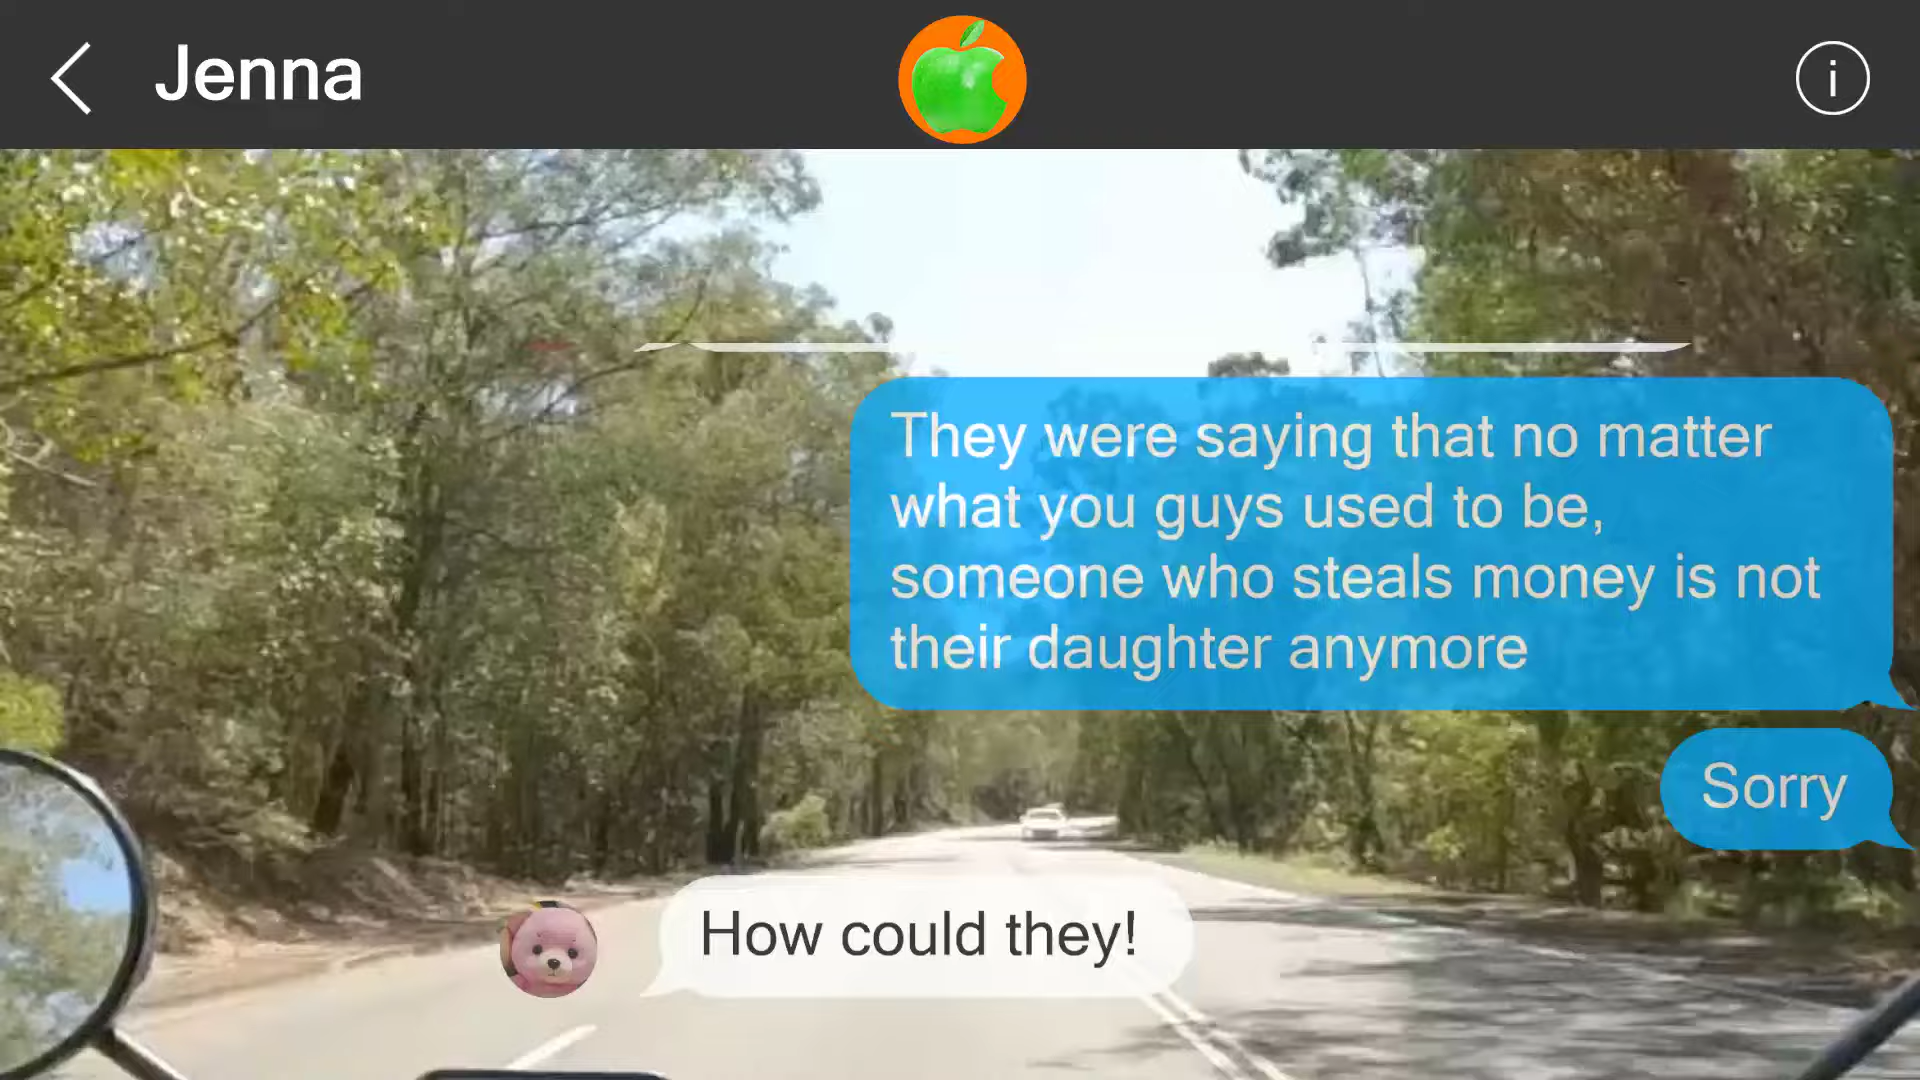 Jenna
They were saying that no matter
what you guys used to be,
someone who steals money is not
their daughter anymore
Sorry
How could they!